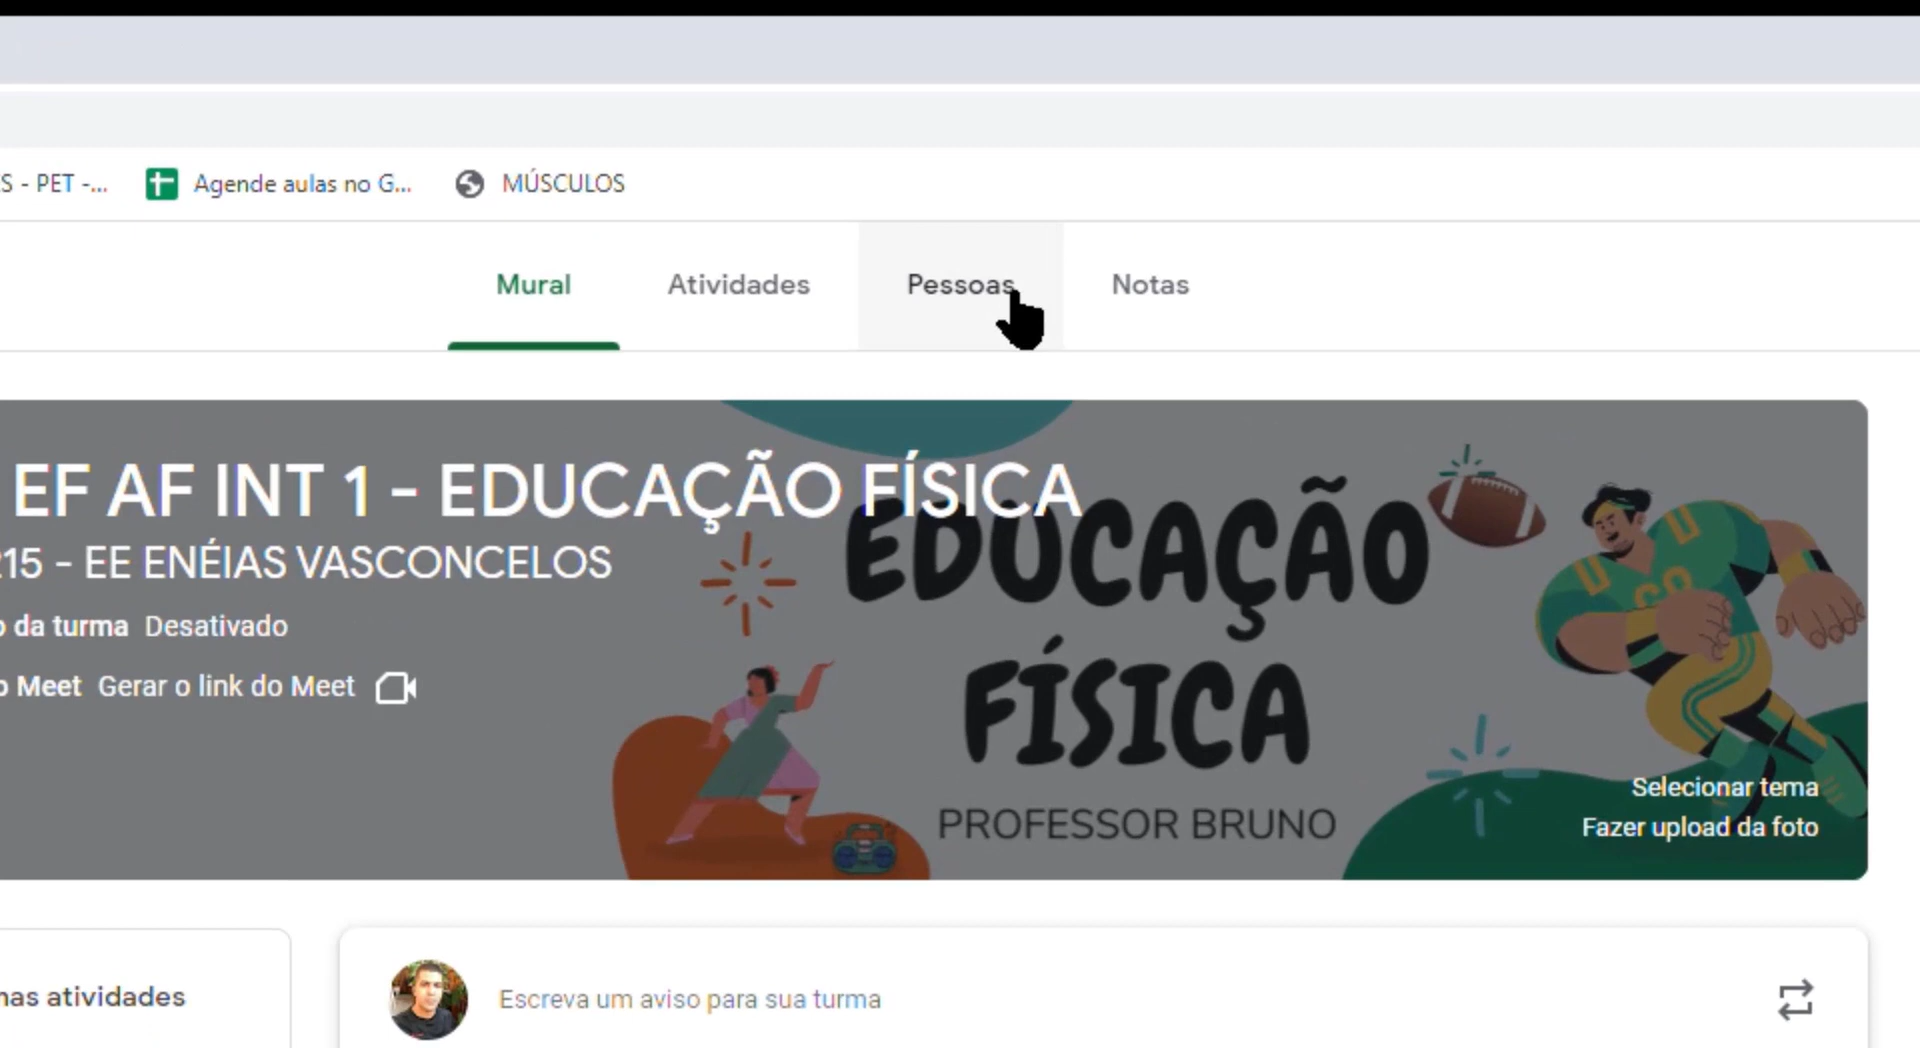 S - PET -...
Agende aulas no G...
MÚSCULOS
Mural
Atividades
Pessoas
Notas
EF AF INT 1 - EDUCAÇÃO FÍSICA
215 - EE ENÉIAS VASCONCELOS
o da turma Desativado
o Meet Gerar o link do Meet
EDUCAÇÃO
FÍSICA
PROFESSOR BRUNO
Selecionar tema
Fazer upload da foto
nas atividades
Escreva um aviso para sua turma